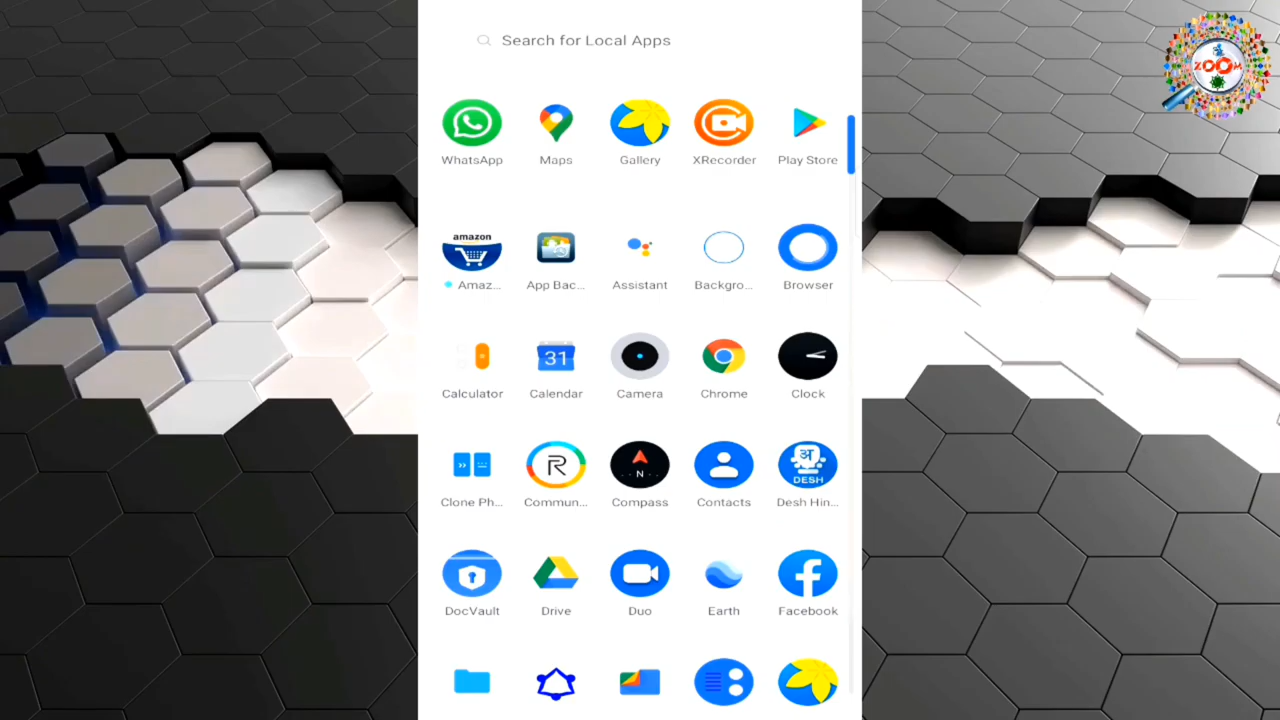 Search for Local Apps
ZOOM
WhatsApp
Maps
Gallery
XRecorder
Play Store
amazon
Amaz...
App Bac...
Assistant
Backgro...
Browser
31
Calculator
Calendar
Camera
Chrome
Clock
N
अ
DESH
Clone Ph...
Commun...
Compass
Contacts
Desh Hin...
DocVault
Drive
Duo
Earth
Facebook